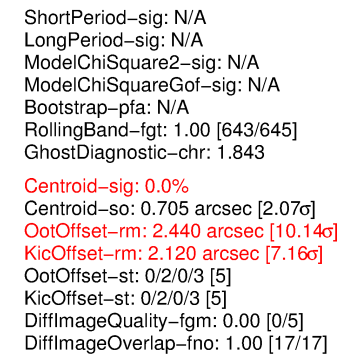 ShortPeriod−sig: N/A
LongPeriod−sig: N/A
ModelChiSquare2−sig: N/A
ModelChiSquareGof−sig: N/A
Bootstrap−pfa: N/A
RollingBand−fgt: 1.00 [643/645]
GhostDiagnostic−chr: 1.843
Centroid−sig: 0.0%
Centroid−so: 0.705 arcsec [2.07σ]
OotOffset−rm: 2.440 arcsec [10.14σ]
KicOffset−rm: 2.120 arcsec [7.16σ]
OotOffset−st: 0/2/0/3 [5]
KicOffset−st: 0/2/0/3 [5]
DiffImageQuality−fgm: 0.00 [0/5]
DiffImageOverlap−fno: 1.00 [17/17]